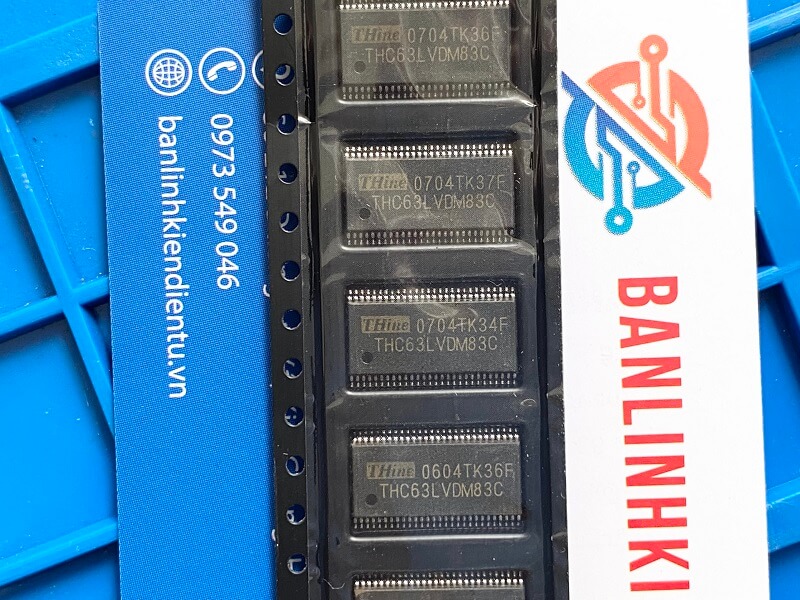 THine 0704TK36F
THC63LVDM83C
THine 0704TK37F
THC63LVDM83C
THine 0704TK34F
THC63LVDM83C
THine 0604TK36F
THC63LVDM83C
0973 549 046
banlinhkiendientu.vn
BANLINHKI